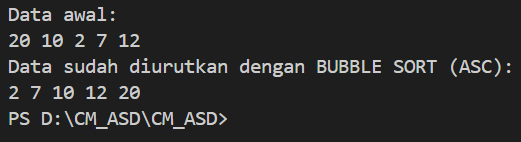 Data awal:
20 10 2 7 12
Data sudah diurutkan dengan BUBBLE SORT (ASC):
2 7 10 12 20
PS D:\CM_ASD\CM_ASD>